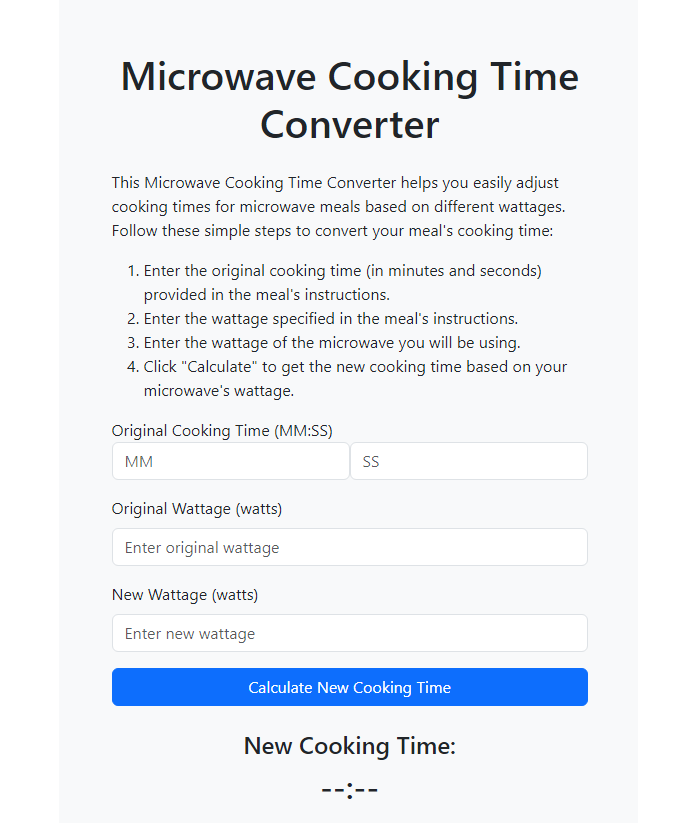 Microwave Cooking Time
Converter
This Microwave Cooking Time Converter helps you easily adjust
cooking times for microwave meals based on different wattages.
Follow these simple steps to convert your meal's cooking time:
1. Enter the original cooking time (in minutes and seconds)
provided in the meal's instructions.
2. Enter the wattage specified in the meal's instructions.
3. Enter the wattage of the microwave you will be using.
4. Click "Calculate" to get the new cooking time based on your
microwave's wattage.
Original Cooking Time (MM:SS)
MM SS
Original Wattage (watts)
Enter original wattage
New Wattage (watts)
Enter new wattage
Calculate New Cooking Time
New Cooking Time:
--:--